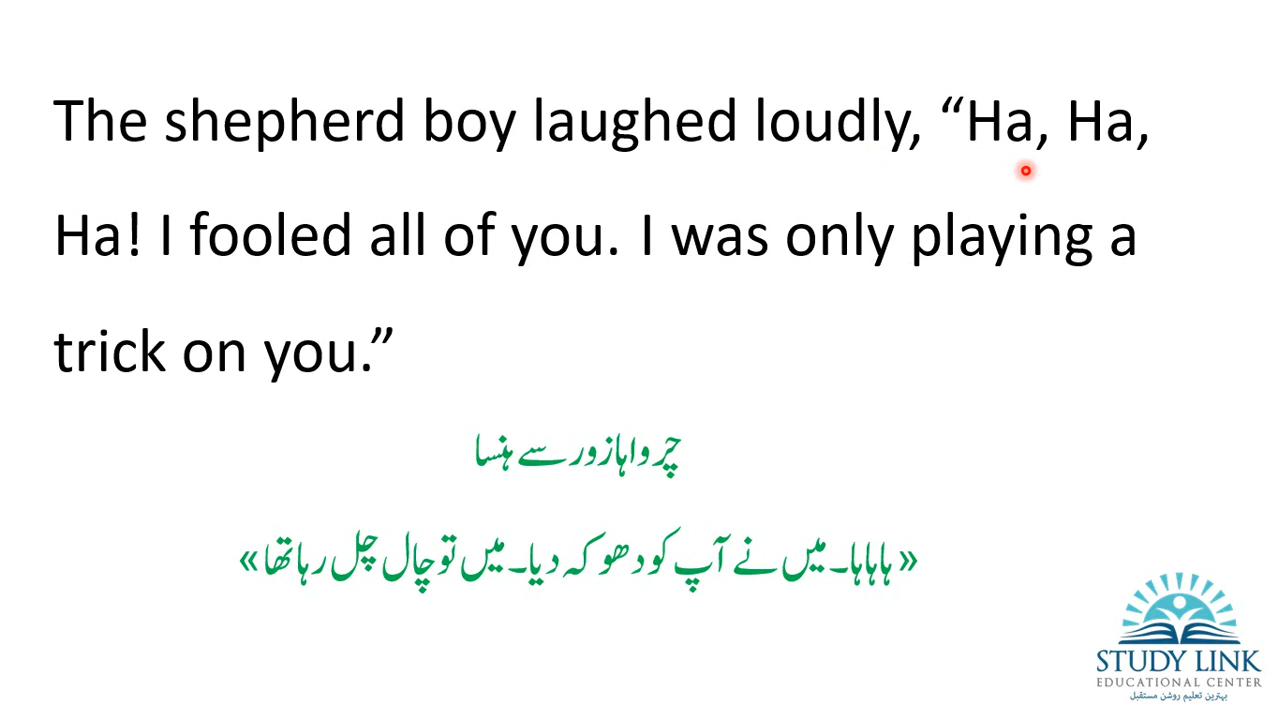 The shepherd boy laughed loudly, “Ha, Ha,
Ha! I fooled all of you. I was only playing a
trick on you.”
چرواہا زور سے ہنسا
«ہاہاہا۔ میں نے آپ کو دھوکہ دیا۔ میں تو چال چل رہا تھا»
STUDY LINK
EDUCATIONAL CENTER
بہترین تعلیم روشن مستقبل